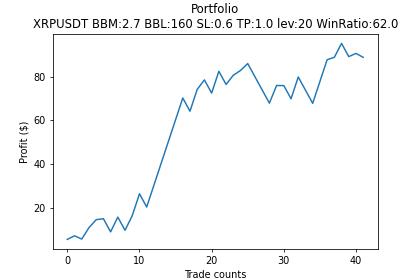 Portfolio
XRPUSDT BBM:2.7 BBL:160 SL:0.6 TP:1.0 lev:20 WinRatio:62.0
Profit ($)
80
60
40
20
0 10 20 30 40
Trade counts